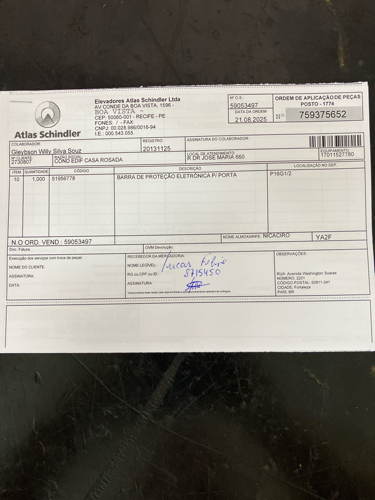 Atlas Schindler
Elevadores Atlas Schindler Ltda
AV CONDE DA BOA VISTA, 1596 -
BOA VISTA -
CEP: 50060-001 - RECIFE - PE
FONES: / - FAX
CNPJ: 00.028.986/0016-94
I.E.: 000.543.055.
Nº O.S.
59053497
DATA DA ORDEM
21.08.2025
ORDEM DE APLICAÇÃO DE PEÇAS
POSTO - 1774
Nº 759375652
COLABORADOR
Gleybson Willy Silva Souz
REGISTRO
20131125
ASSINATURA DO COLABORADOR
EQUIPAMENTO
17011527760
Nº CLIENTE
2730807
RAZÃO SOCIAL
COND EDIF CASA ROSADA
LOCAL DE ATENDIMENTO
R DR JOSE MARIA 660
ITEM QUANTIDADE CÓDIGO DESCRIÇÃO LOCALIZAÇÃO NO DEP.
10 1,000 51956778 BARRA DE PROTEÇÃO ELETRÔNICA P/ PORTA P16G1/2
N.O ORD. VEND.: 59053497
NOME ALMOXARIFE: NICACIRO
YA2F
Doc. Fatura:
OVM Devolução:
Execução dos serviços com troca de peças:
NOME DO CLIENTE:
ASSINATURA:
DATA:
RECEBEDOR DA MERCADORIA:
NOME LEGÍVEL: Lucas
RG ou CPF ou ID: 8715450
ASSINATURA:
OBSERVAÇÕES:
RUA: Avenida Washington Soares
NÚMERO: 2251
CÓDIGO POSTAL: 60811-341
CIDADE: Fortaleza
PAÍS: BR